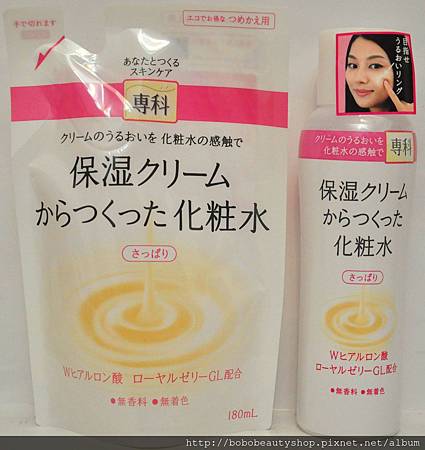 手で切れます
エコでお得な つめかえ用
あなたとつくる
スキンケア
専科
クリームのうるおいを 化粧水の感触で
保湿クリーム
からつくった
化粧水
さっぱり
Wヒアルロン酸 ローヤルゼリーGL配合
●無香料 ●無着色
180mL
目指せ
うるおいリング
クリームのうるおいを
化粧水の感触で
専科
保湿クリーム
からつくった
化粧水
さっぱり
Wヒアルロン酸
ローヤルゼリーGL配合
●無香料 ●無着色
http://bobobeautyshop.pixnet.net/album